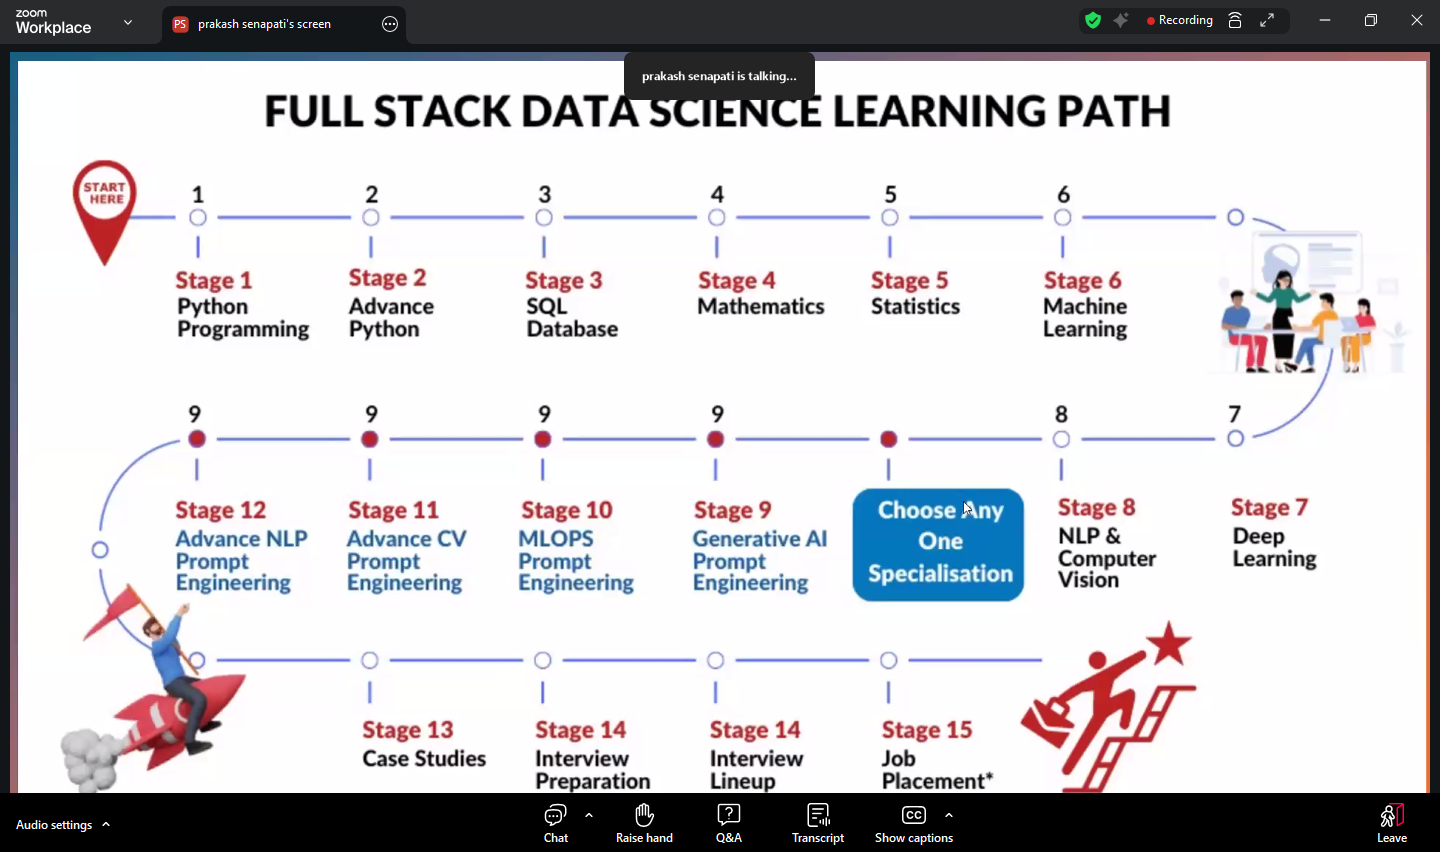 zoom
Workplace
PS prakash senapati's screen
Recording
prakash senapati is talking...
FULL STACK DATA SCIENCE LEARNING PATH
START
HERE
1 2 3 4 5 6
Stage 1
Python
Programming
Stage 2
Advance
Python
Stage 3
SQL
Database
Stage 4
Mathematics
Stage 5
Statistics
Stage 6
Machine
Learning
9 9 9 9 8 7
Stage 12
Advance NLP
Prompt
Engineering
Stage 11
Advance CV
Prompt
Engineering
Stage 10
MLOPS
Prompt
Engineering
Stage 9
Generative AI
Prompt
Engineering
Choose Any
One
Specialisation
Stage 8
NLP &
Computer
Vision
Stage 7
Deep
Learning
Stage 13
Case Studies
Stage 14
Interview
Preparation
Stage 14
Interview
Lineup
Stage 15
Job
Placement*
Audio settings
Chat
Raise hand
Q&A
Transcript
CC
Show captions
Leave